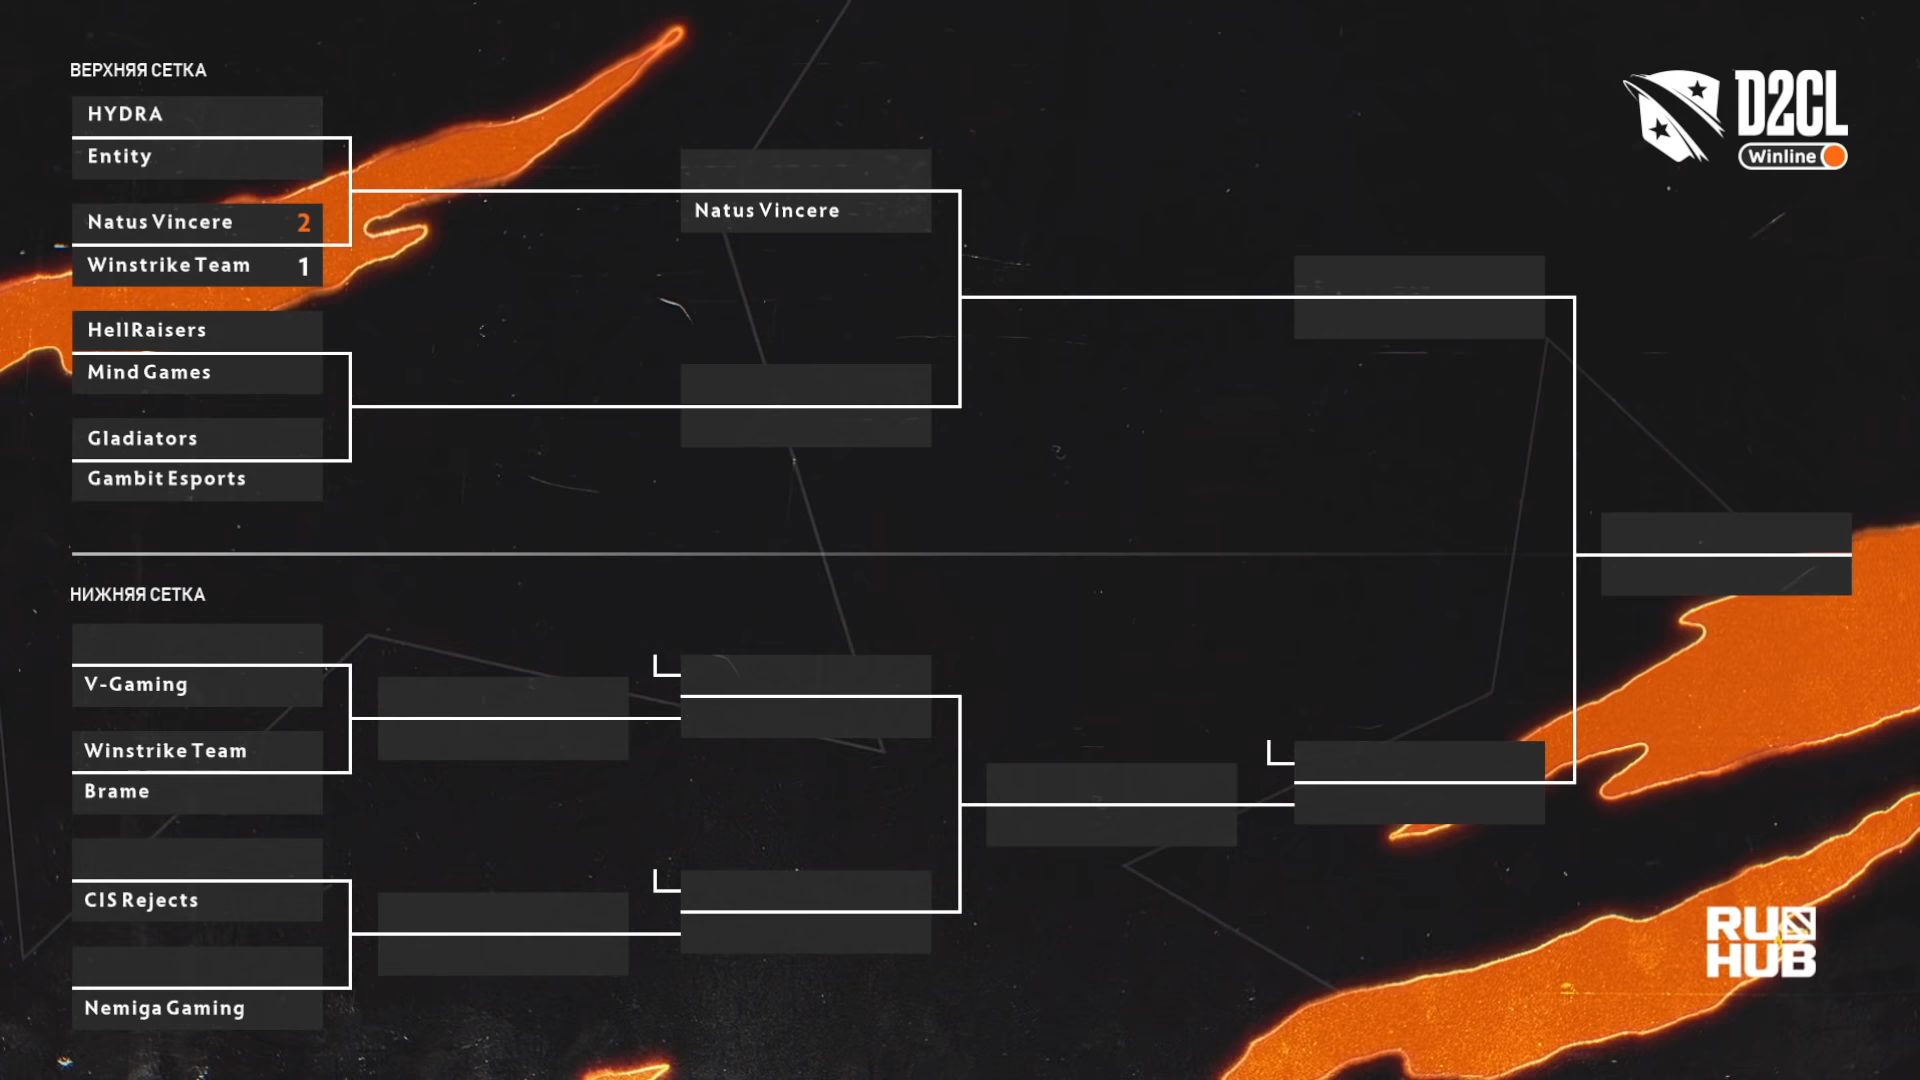 ВЕРХНЯЯ СЕТКА
HYDRA
Entity
Natus Vincere 2
Winstrike Team 1
HellRaisers
Mind Games
Gladiators
Gambit Esports
Natus Vincere
D2CL
Winline
НИЖНЯЯ СЕТКА
V-Gaming
Winstrike Team
Brame
CIS Rejects
Nemiga Gaming
RU
HUB